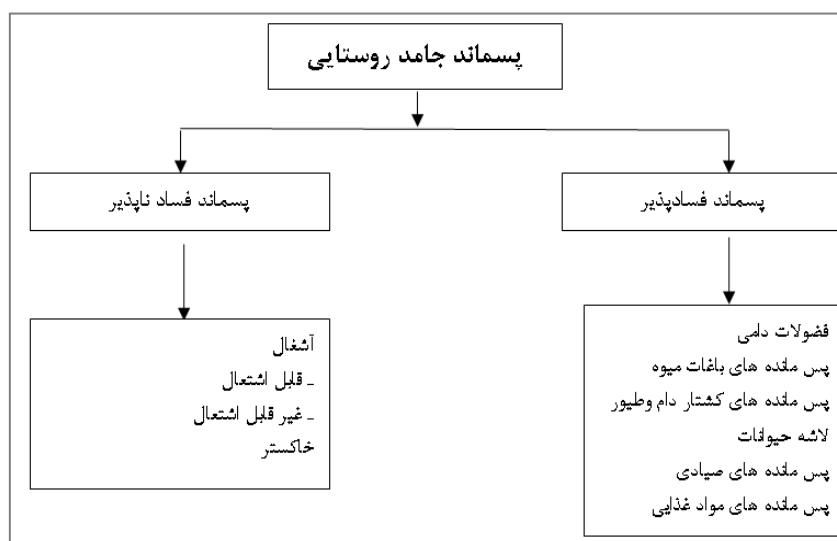 پسماند جامد روستایی
پسماند فسادپذیر
پسماند فساد ناپذیر
فضولات دامی
پس مانده های باغات میوه
پس مانده های کشتار دام وطیور
لاشه حیوانات
پس مانده های صیادی
پس مانده های مواد غذایی
آشغال
ـ قابل اشتعال
ـ غیر قابل اشتعال
خاکستر